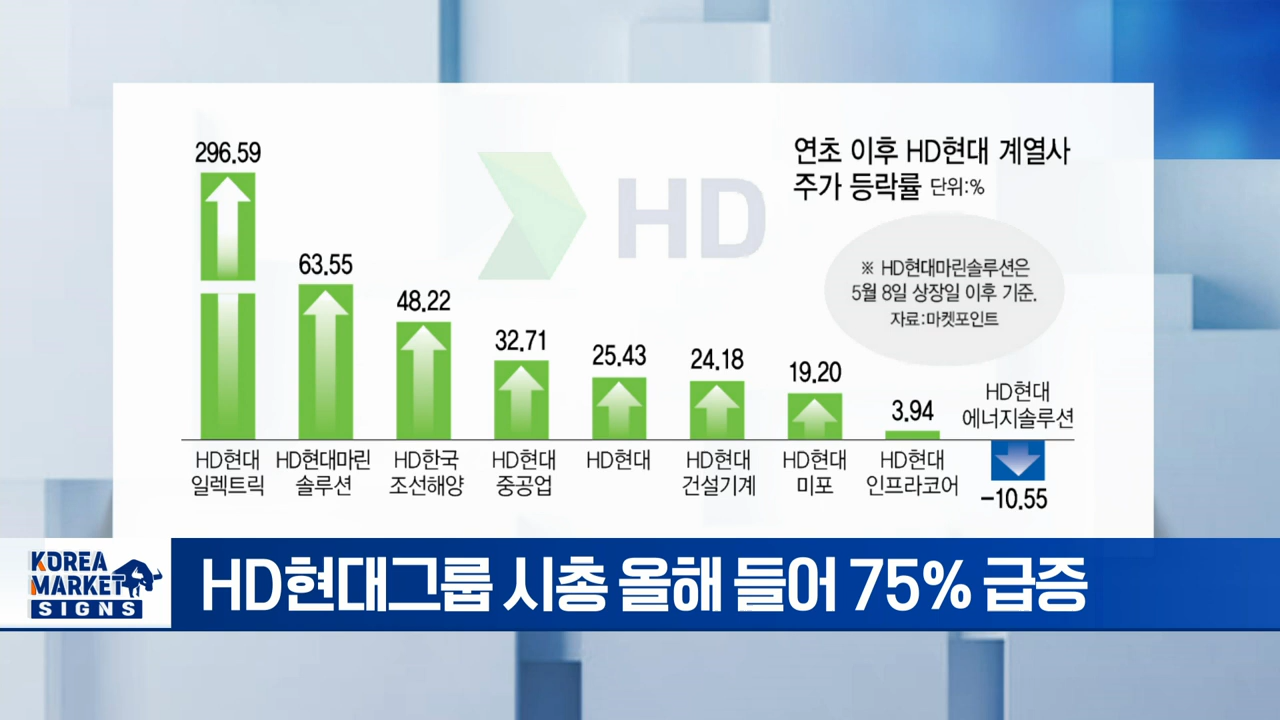 연초 이후 HD현대 계열사
주가 등락률 단위:%
HD
※ HD현대마린솔루션은
5월 8일 상장일 이후 기준.
자료:마켓포인트
296.59
63.55
48.22
32.71
25.43
24.18
19.20
3.94
-10.55
HD현대
일렉트릭
HD현대마린
솔루션
HD한국
조선해양
HD현대
중공업
HD현대
HD현대
건설기계
HD현대
미포
HD현대
인프라코어
HD현대
에너지솔루션
KOREA
MARKET
SIGNS
HD현대그룹 시총 올해 들어 75% 급증